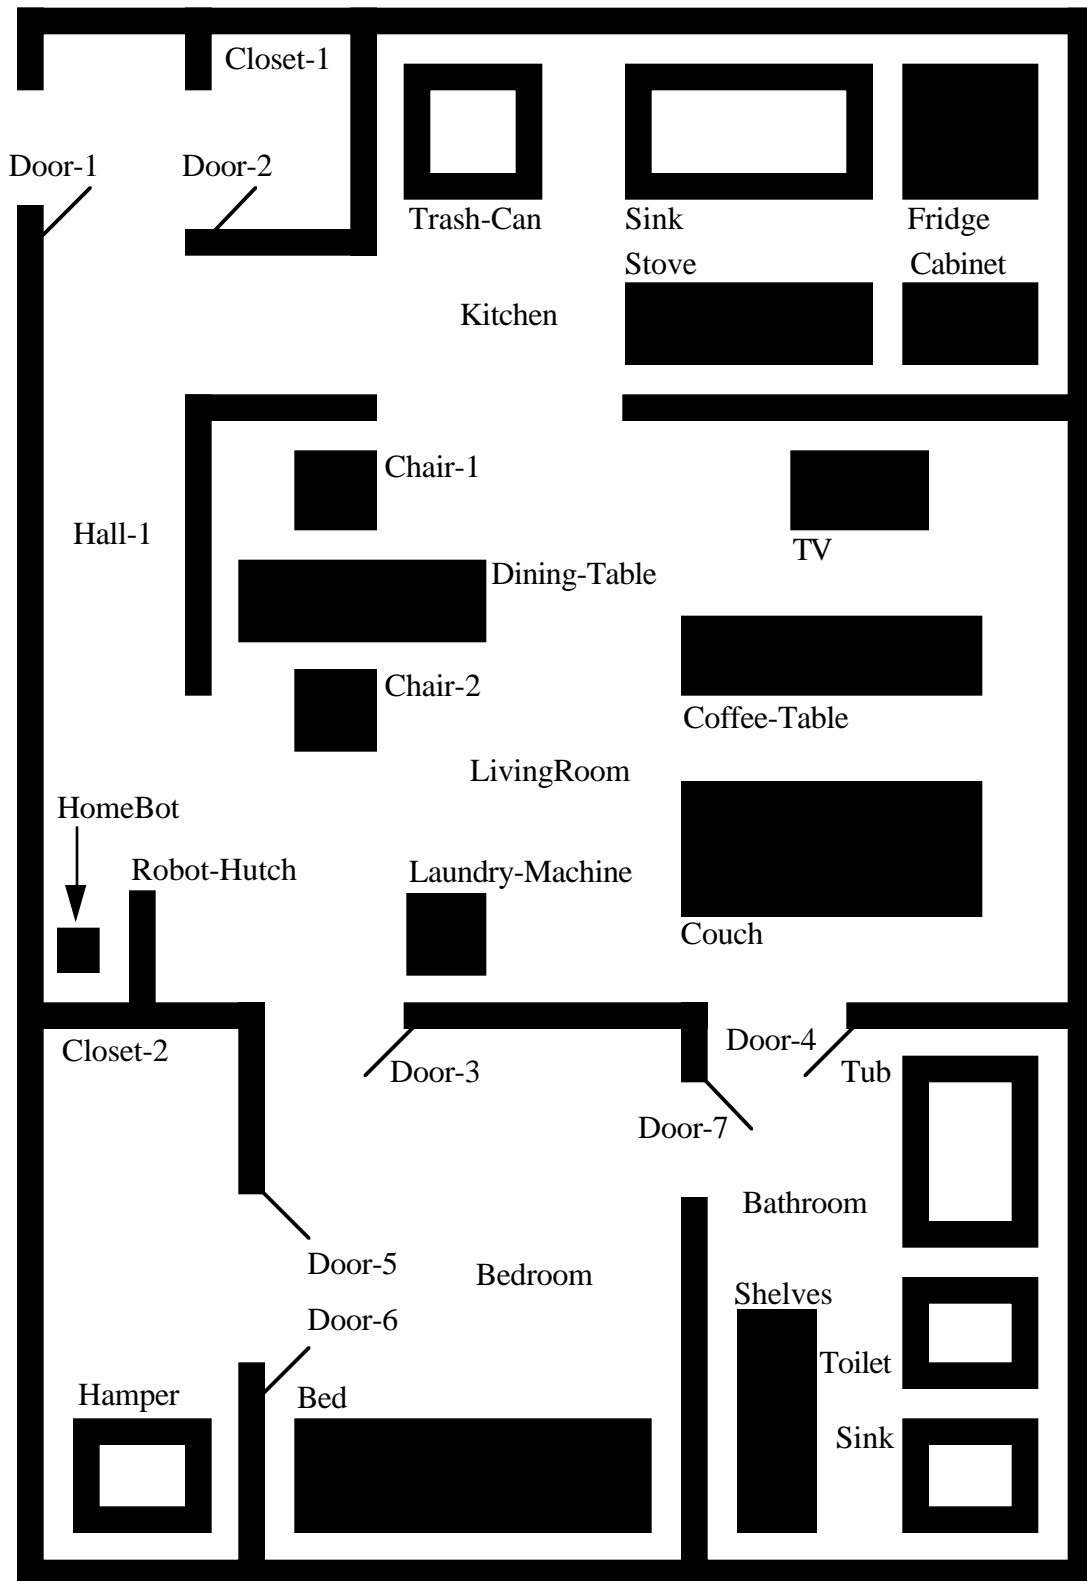 Closet-1
Door-1
Door-2
Trash-Can
Sink
Fridge
Stove
Cabinet
Kitchen
Chair-1
Hall-1
TV
Dining-Table
Chair-2
Coffee-Table
LivingRoom
HomeBot
Robot-Hutch
Laundry-Machine
Couch
Closet-2
Door-4
Door-3
Tub
Door-7
Bathroom
Door-5
Bedroom
Shelves
Door-6
Toilet
Hamper
Bed
Sink